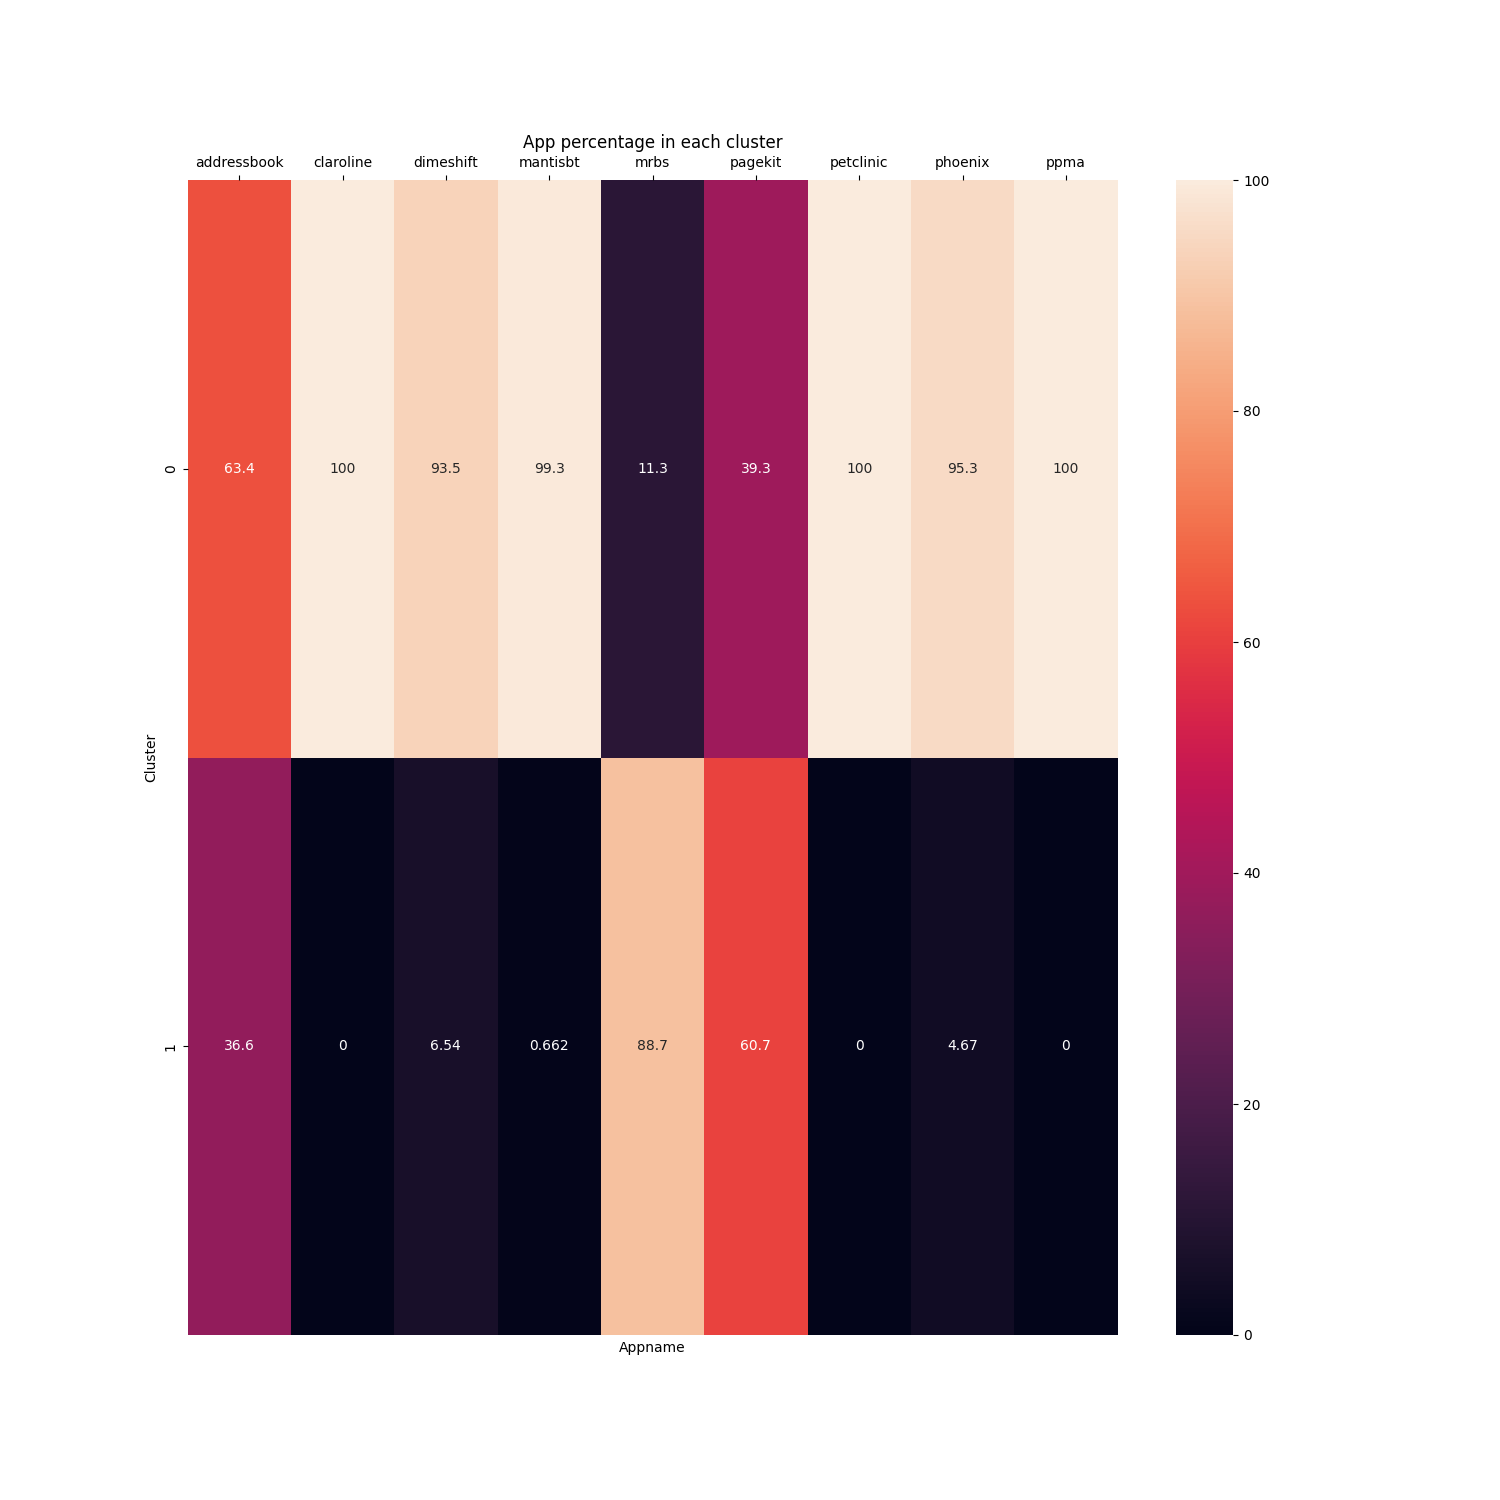 App percentage in each cluster
addressbook claroline dimeshift mantisbt mrbs pagekit petclinic phoenix ppma
100
80
60
40
20
0
Cluster
0
63.4 100 93.5 99.3 11.3 39.3 100 95.3 100
1
36.6 0 6.54 0.662 88.7 60.7 0 4.67 0
Appname